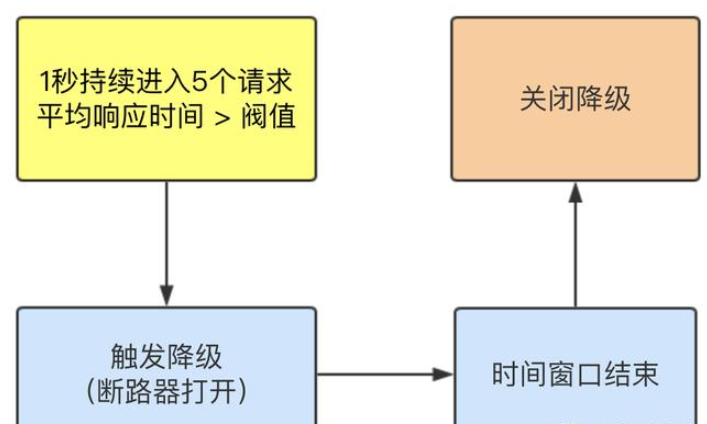 1秒持续进入5个请求
平均响应时间 > 阀值
关闭降级
触发降级
（断路器打开）
时间窗口结束